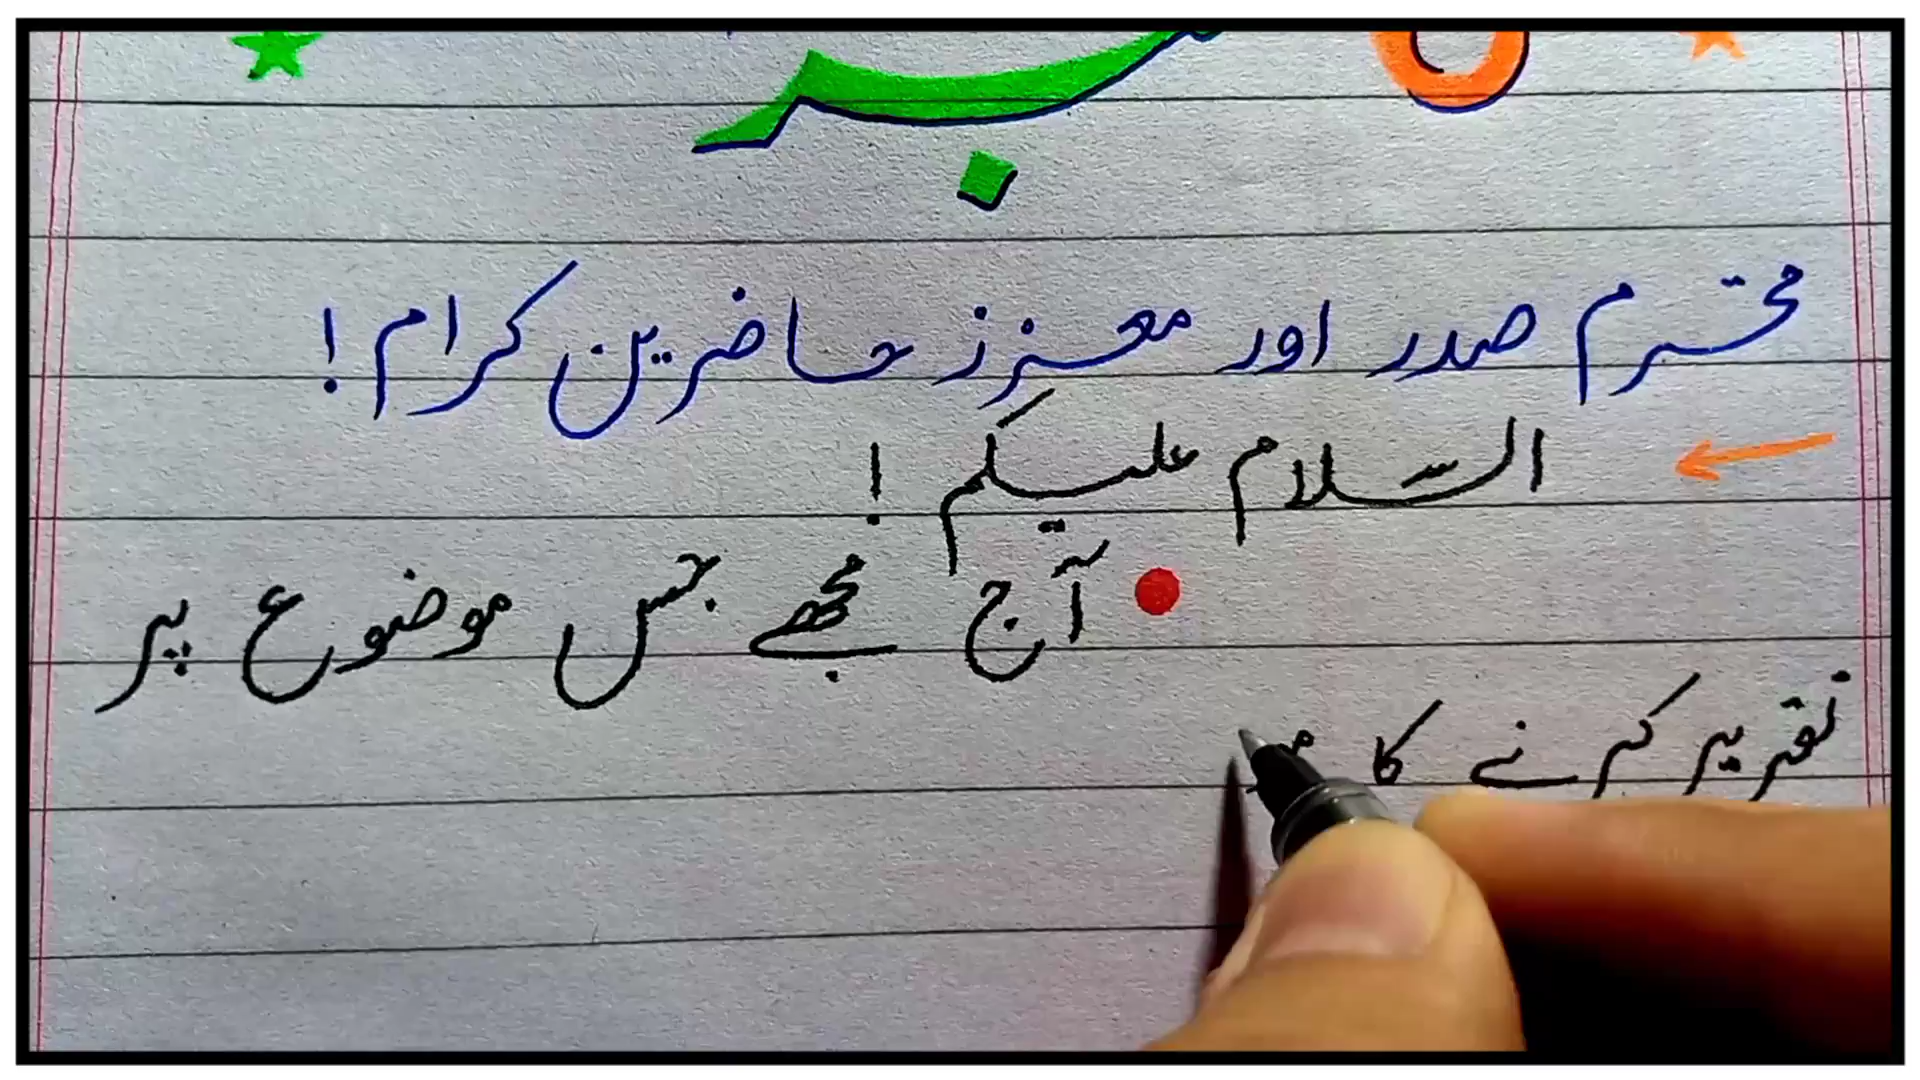 محترم صدر اور معزز حاضرین کرام!
السلام علیکم!
آج مجھے جس موضوع پر
تقریر کرنے کا